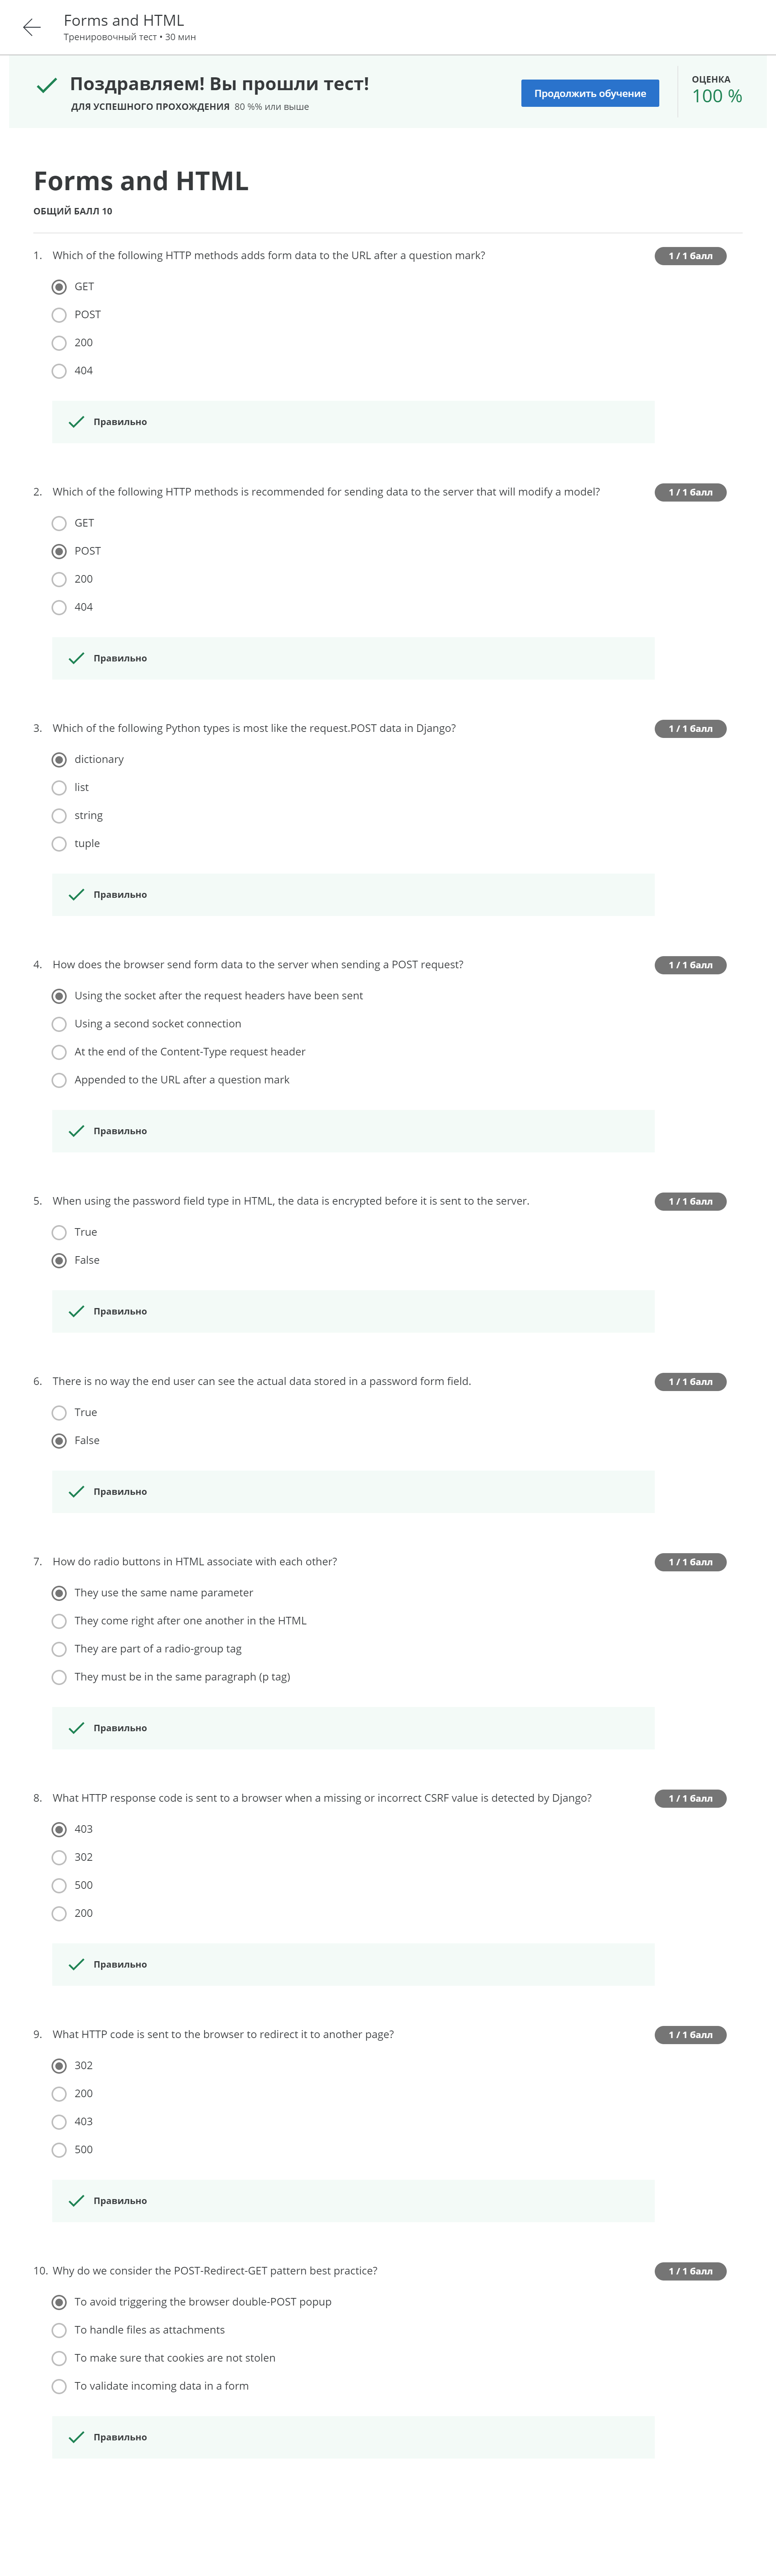 Forms and HTML
Тренировочный тест • 30 мин
Поздравляем! Вы прошли тест!
ДЛЯ УСПЕШНОГО ПРОХОЖДЕНИЯ 80 %% или выше
Продолжить обучение
ОЦЕНКА
100 %
Forms and HTML
ОБЩИЙ БАЛЛ 10
1. Which of the following HTTP methods adds form data to the URL after a question mark?
1 / 1 балл
GET
POST
200
404
Правильно
2. Which of the following HTTP methods is recommended for sending data to the server that will modify a model?
1 / 1 балл
GET
POST
200
404
Правильно
3. Which of the following Python types is most like the request.POST data in Django?
1 / 1 балл
dictionary
list
string
tuple
Правильно
4. How does the browser send form data to the server when sending a POST request?
1 / 1 балл
Using the socket after the request headers have been sent
Using a second socket connection
At the end of the Content-Type request header
Appended to the URL after a question mark
Правильно
5. When using the password field type in HTML, the data is encrypted before it is sent to the server.
1 / 1 балл
True
False
Правильно
6. There is no way the end user can see the actual data stored in a password form field.
1 / 1 балл
True
False
Правильно
7. How do radio buttons in HTML associate with each other?
1 / 1 балл
They use the same name parameter
They come right after one another in the HTML
They are part of a radio-group tag
They must be in the same paragraph (p tag)
Правильно
8. What HTTP response code is sent to a browser when a missing or incorrect CSRF value is detected by Django?
1 / 1 балл
403
302
500
200
Правильно
9. What HTTP code is sent to the browser to redirect it to another page?
1 / 1 балл
302
200
403
500
Правильно
10. Why do we consider the POST-Redirect-GET pattern best practice?
1 / 1 балл
To avoid triggering the browser double-POST popup
To handle files as attachments
To make sure that cookies are not stolen
To validate incoming data in a form
Правильно